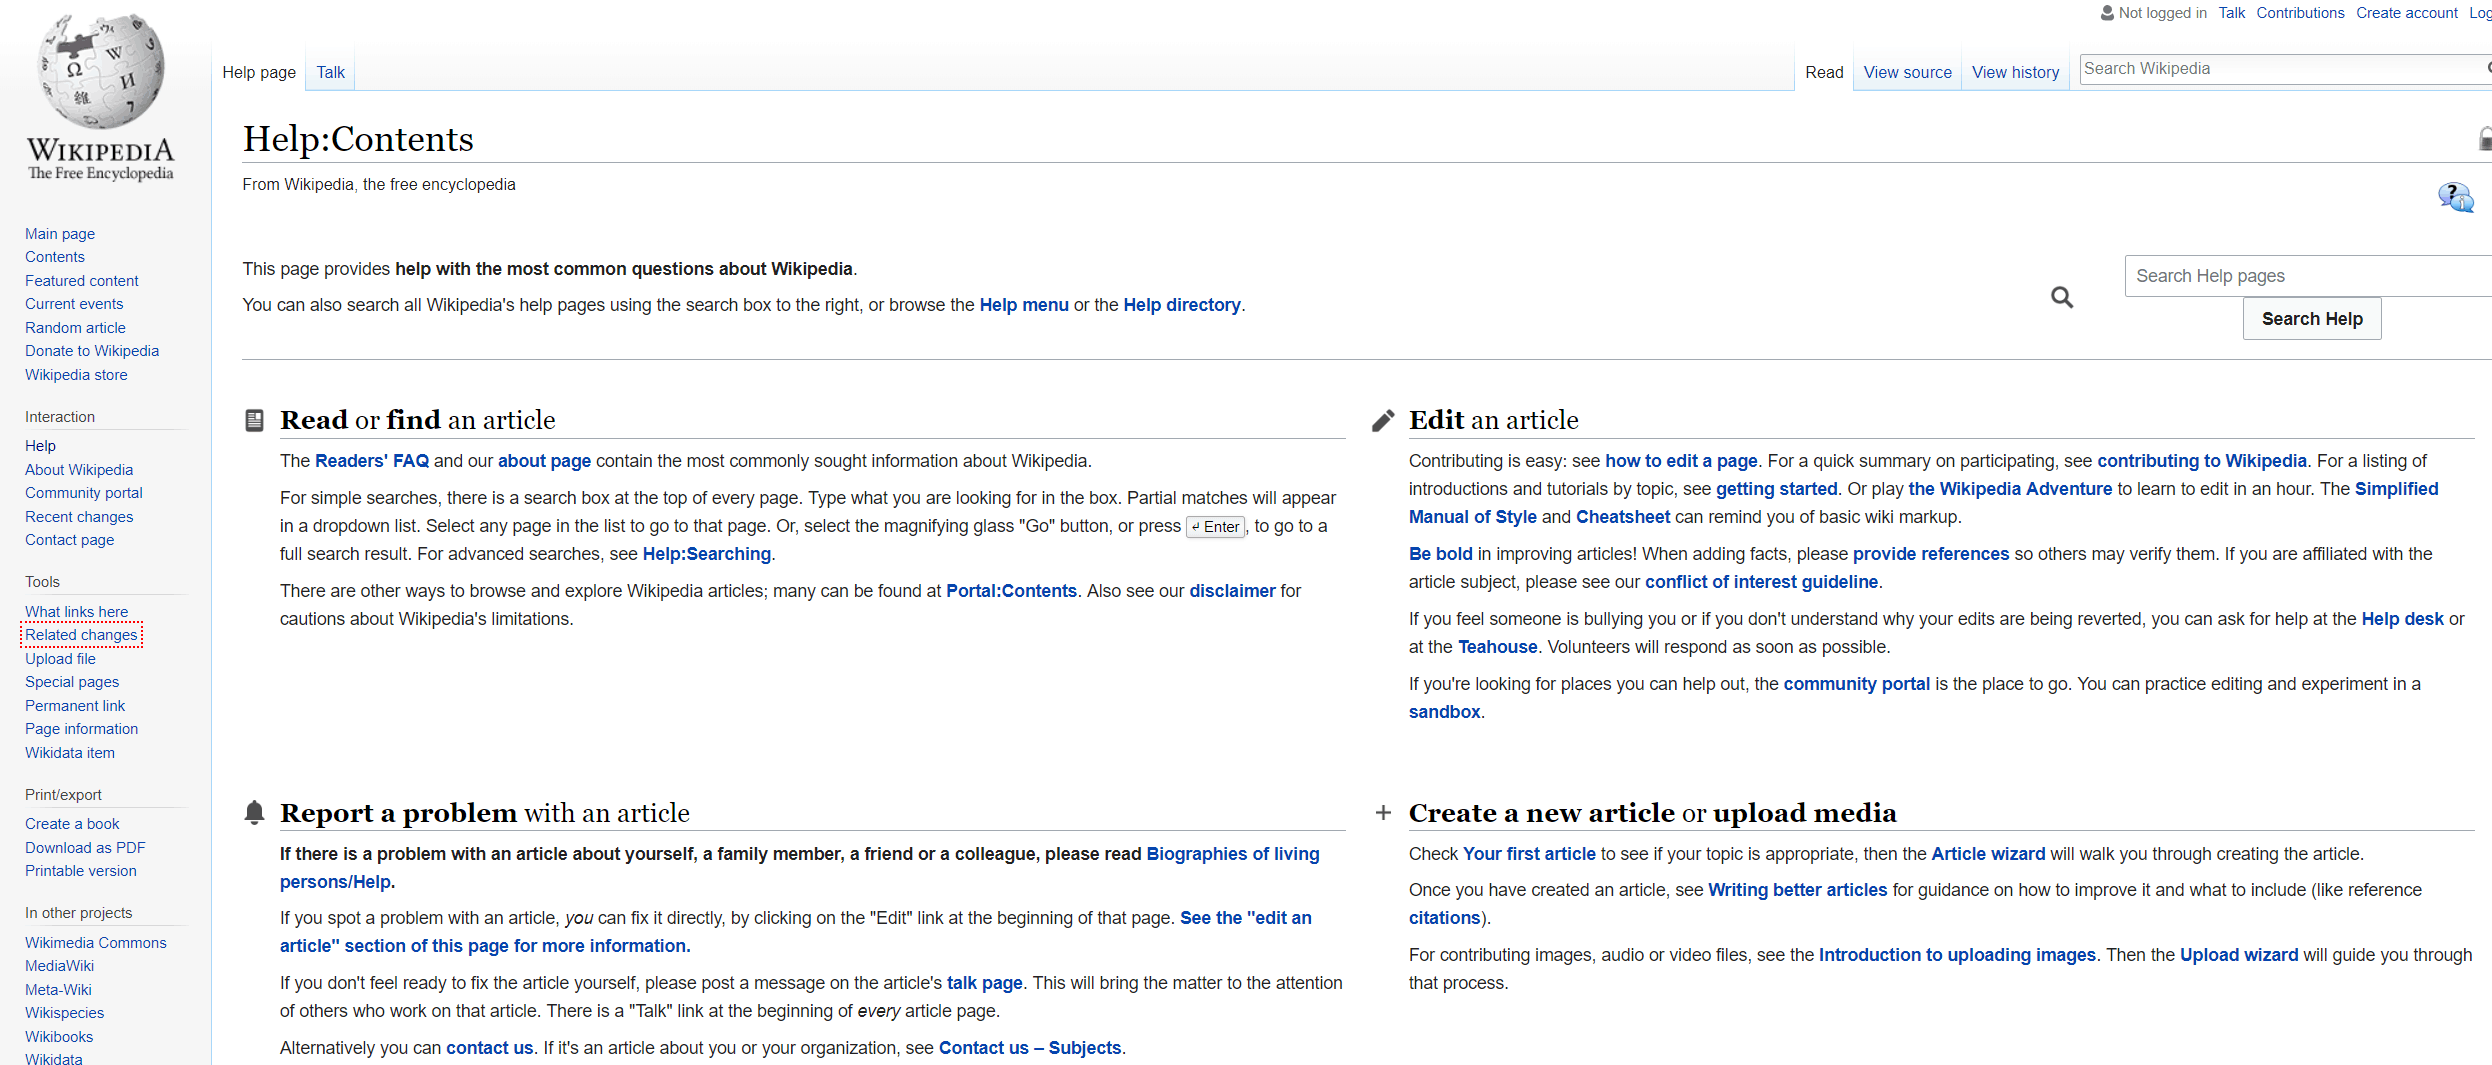 Not logged in Talk Contributions Create account
Help page Talk Read View source View history Search Wikipedia
WIKIPEDIA
The Free Encyclopedia
Main page
Contents
Featured content
Current events
Random article
Donate to Wikipedia
Wikipedia store
Interaction
Help
About Wikipedia
Community portal
Recent changes
Contact page
Tools
What links here
Related changes
Upload file
Special pages
Permanent link
Page information
Wikidata item
Print/export
Create a book
Download as PDF
Printable version
In other projects
Wikimedia Commons
MediaWiki
Meta-Wiki
Wikispecies
Wikibooks
Wikidata
Help:Contents
From Wikipedia, the free encyclopedia
This page provides help with the most common questions about Wikipedia.
You can also search all Wikipedia's help pages using the search box to the right, or browse the Help menu or the Help directory.
Search Help pages
Search Help
Read or find an article
The Readers' FAQ and our about page contain the most commonly sought information about Wikipedia.
For simple searches, there is a search box at the top of every page. Type what you are looking for in the box. Partial matches will appear
in a dropdown list. Select any page in the list to go to that page. Or, select the magnifying glass "Go" button, or press ↵ Enter, to go to a
full search result. For advanced searches, see Help:Searching.
There are other ways to browse and explore Wikipedia articles; many can be found at Portal:Contents. Also see our disclaimer for
cautions about Wikipedia's limitations.
Edit an article
Contributing is easy: see how to edit a page. For a quick summary on participating, see contributing to Wikipedia. For a listing of
introductions and tutorials by topic, see getting started. Or play the Wikipedia Adventure to learn to edit in an hour. The Simplified
Manual of Style and Cheatsheet can remind you of basic wiki markup.
Be bold in improving articles! When adding facts, please provide references so others may verify them. If you are affiliated with the
article subject, please see our conflict of interest guideline.
If you feel someone is bullying you or if you don't understand why your edits are being reverted, you can ask for help at the Help desk or
at the Teahouse. Volunteers will respond as soon as possible.
If you're looking for places you can help out, the community portal is the place to go. You can practice editing and experiment in a
sandbox.
Report a problem with an article
If there is a problem with an article about yourself, a family member, a friend or a colleague, please read Biographies of living
persons/Help.
If you spot a problem with an article, you can fix it directly, by clicking on the "Edit" link at the beginning of that page. See the "edit an
article" section of this page for more information.
If you don't feel ready to fix the article yourself, please post a message on the article's talk page. This will bring the matter to the attention
of others who work on that article. There is a "Talk" link at the beginning of every article page.
Alternatively you can contact us. If it's an article about you or your organization, see Contact us – Subjects.
Create a new article or upload media
Check Your first article to see if your topic is appropriate, then the Article wizard will walk you through creating the article.
Once you have created an article, see Writing better articles for guidance on how to improve it and what to include (like reference
citations).
For contributing images, audio or video files, see the Introduction to uploading images. Then the Upload wizard will guide you through
that process.